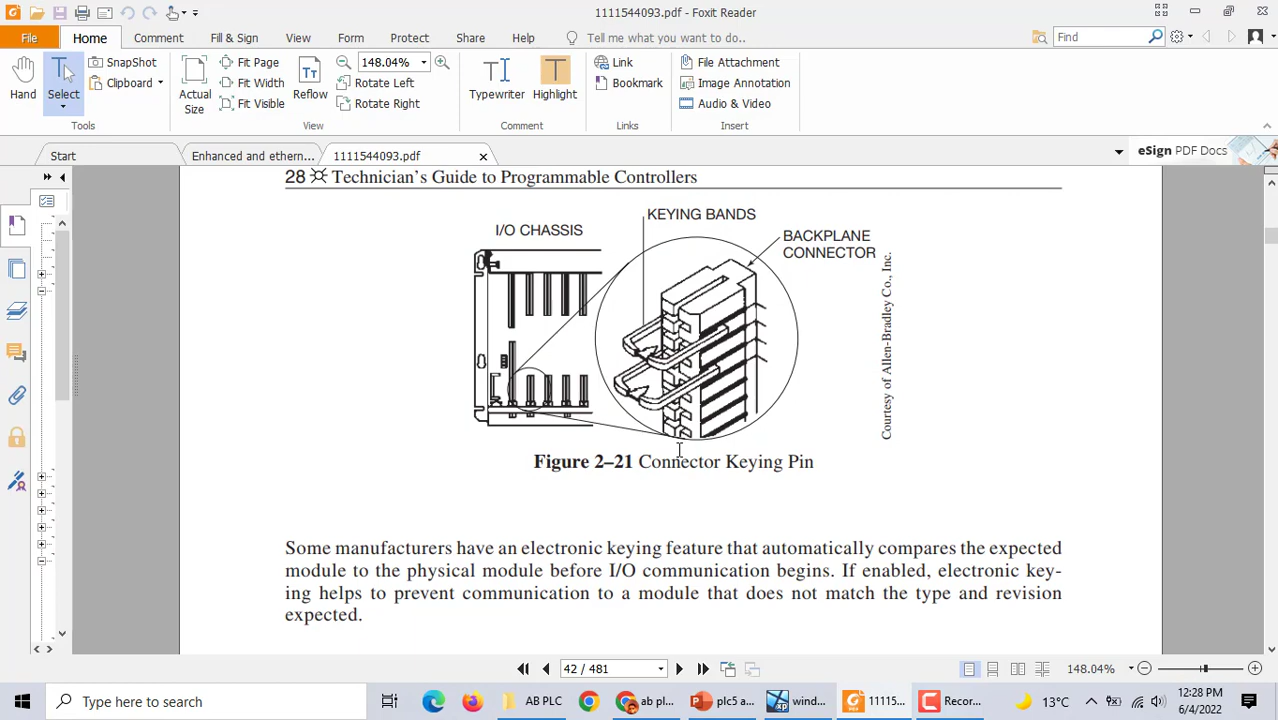 1111544093.pdf - Foxit Reader
File
Home
Comment
Fill & Sign
View
Form
Protect
Share
Help
Tell me what you want to do..
Find
Hand
Select
SnapShot
Clipboard
Tools
Actual
Size
Fit Page
Fit Width
Fit Visible
Reflow
148.04%
Rotate Left
Rotate Right
View
Typewriter
Highlight
Comment
Link
Bookmark
Links
File Attachment
Image Annotation
Audio & Video
Insert
Start
Enhanced and ethern...
1111544093.pdf
eSign PDF Docs
28 Technician's Guide to Programmable Controllers
KEYING BANDS
I/O CHASSIS
BACKPLANE
CONNECTOR
Courtesy of Allen-Bradley Co., Inc.
Figure 2–21 Connector Keying Pin
Some manufacturers have an electronic keying feature that automatically compares the expected
module to the physical module before I/O communication begins. If enabled, electronic key-
ing helps to prevent communication to a module that does not match the type and revision
expected.
42 / 481
148.04%
Type here to search
AB PLC
ab pl...
plc5 a...
wind...
11115...
Recor...
13°C
12:28 PM
6/4/2022